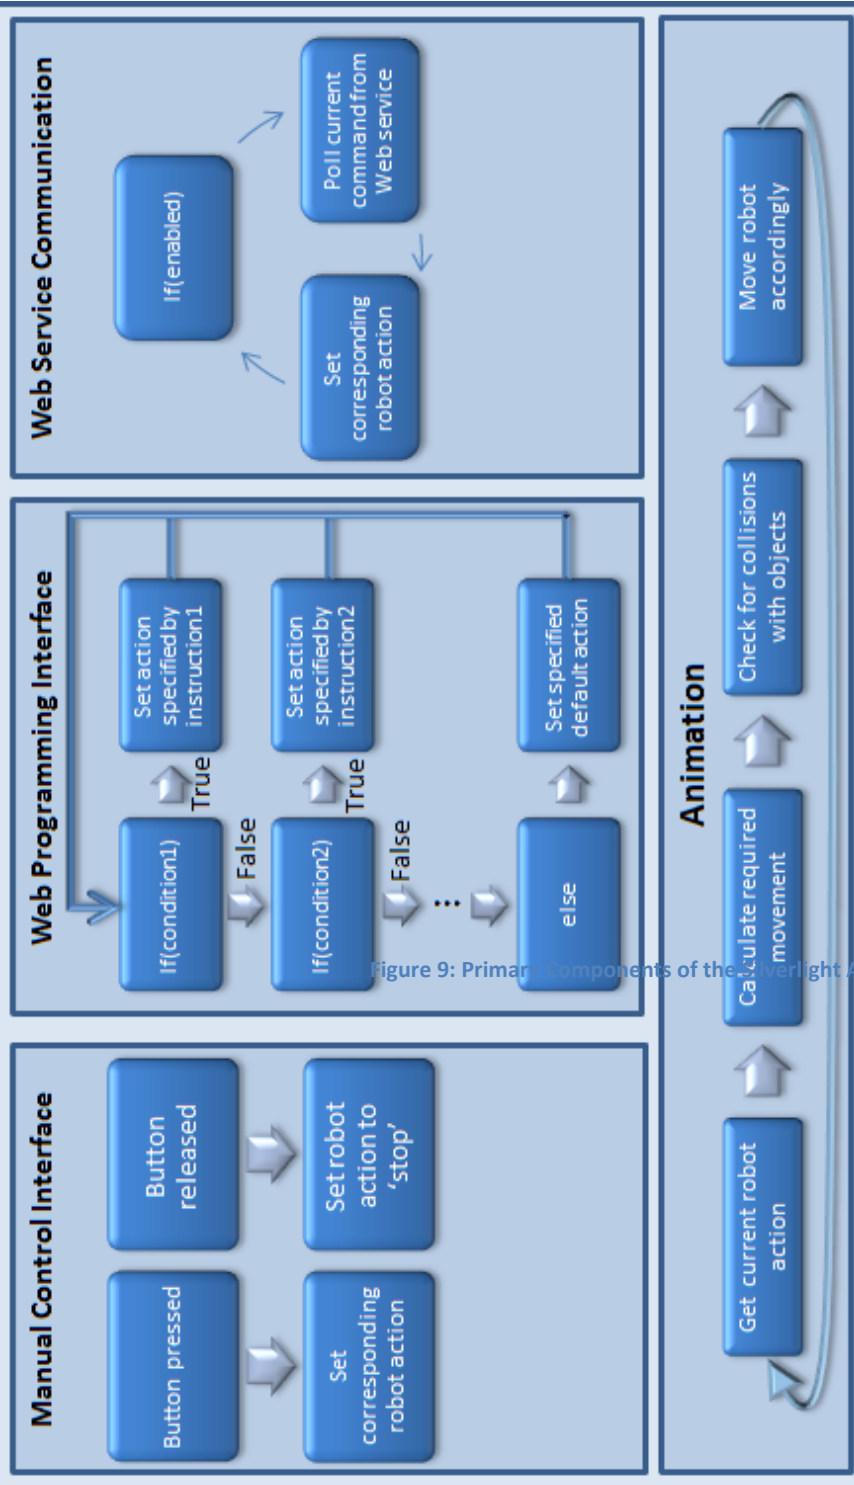 Manual Control Interface
Button pressed
Set
corresponding
robot action
Button
released
Set robot
action to
‘stop’
Web Programming Interface
If(condition1)
True
Set action
specified by
instruction1
False
If(condition2)
True
Set action
specified by
instruction2
False
...
else
Set specified
default action
Web Service Communication
If(enabled)
Poll current
command from
Web service
Set
corresponding
robot action
Animation
Get current robot
action
Calculate required
movement
Check for collisions
with objects
Move robot
accordingly
Figure 9: Primary Components of the Silverlight A